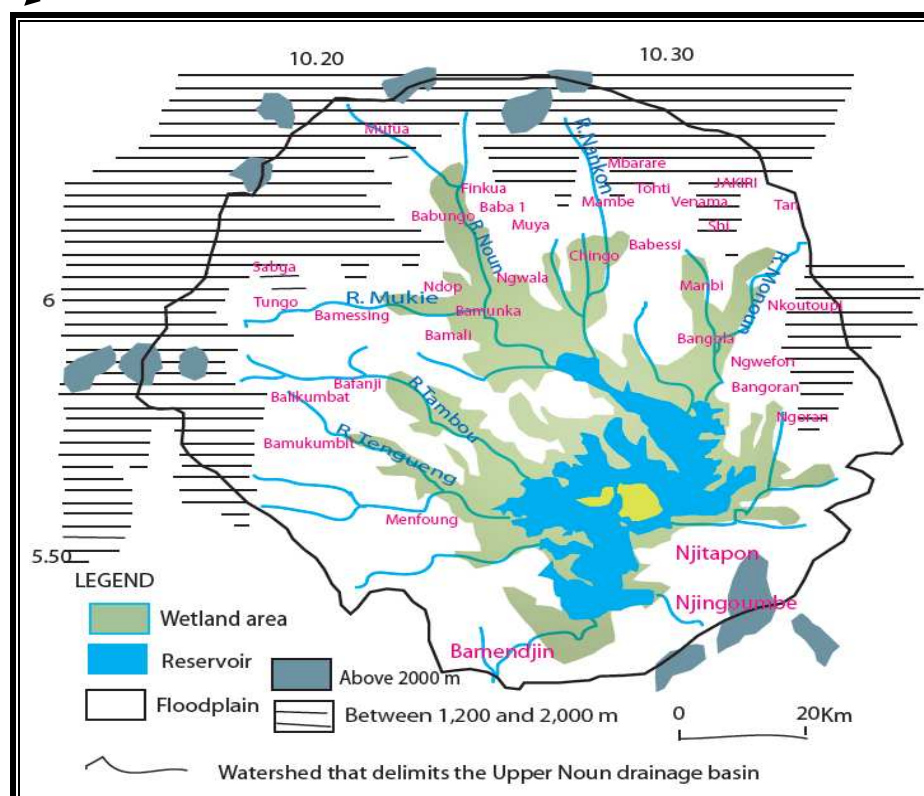 10.20
10.30
Mufua
R. Nankon
Mbarare
Finkua
Tohti
JAKIRI
Baba 1
Mambe
Venama
Tan
Babungo
R. Noun
Muya
Shi
Babessi
Chingo
R. Monoun
Sabga
Ndop
Ngwala
Manbi
6
Tungo
R. Mukie
Bamunka
Nkoutoupi
Bamessing
Bamali
Bangola
Ngwefon
Bafanji
Bangoran
Balikumbat
R.Tambou
Ngeran
Bamukumbit
R. Tengueng
Menfoung
5.50
Njitapon
LEGEND
Njingoumbe
Wetland area
Bamendjin
Reservoir
Above 2000 m
Floodplain
Between 1,200 and 2,000 m
0
20Km
Watershed that delimits the Upper Noun drainage basin